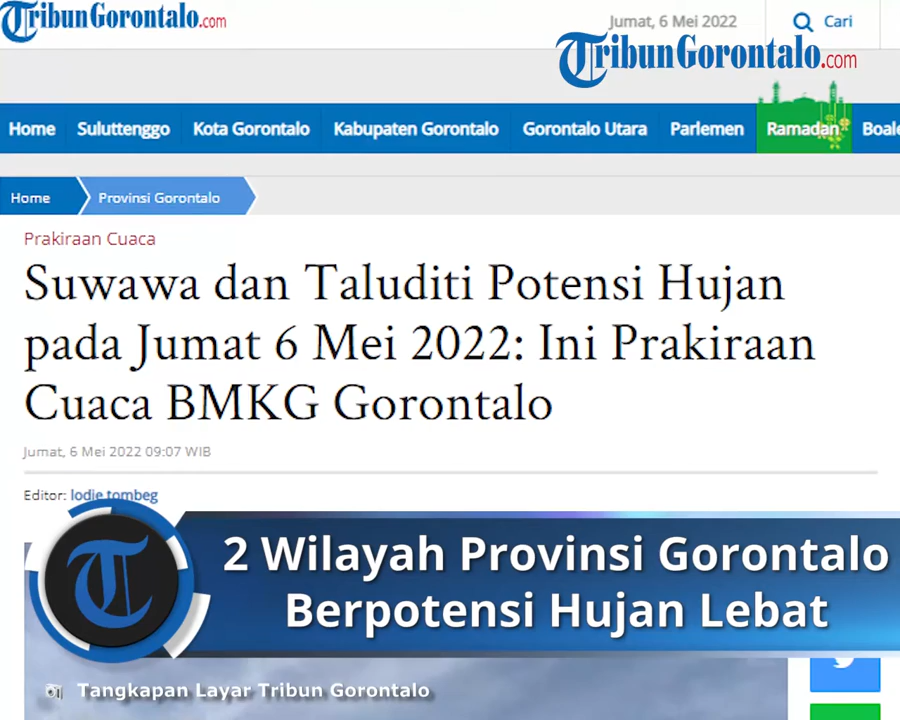 TribunGorontalo.com
Jumat, 6 Mei 2022
Cari
TribunGorontalo.com
Home Suluttenggo Kota Gorontalo Kabupaten Gorontalo Gorontalo Utara Parlemen Ramadan
Home Provinsi Gorontalo
Prakiraan Cuaca
Suwawa dan Taluditi Potensi Hujan
pada Jumat 6 Mei 2022: Ini Prakiraan
Cuaca BMKG Gorontalo
Jumat, 6 Mei 2022 09:07 WIB
Editor: lodie tombeg
T
2 Wilayah Provinsi Gorontalo
Berpotensi Hujan Lebat
Tangkapan Layar Tribun Gorontalo